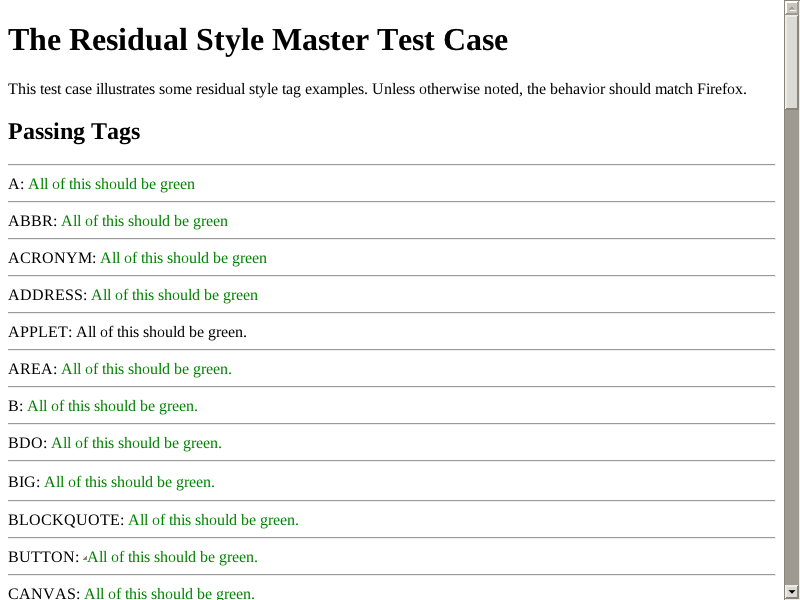 The Residual Style Master Test Case
This test case illustrates some residual style tag examples. Unless otherwise noted, the behavior should match Firefox.
Passing Tags
A: All of this should be green
ABBR: All of this should be green
ACRONYM: All of this should be green
ADDRESS: All of this should be green
APPLET: All of this should be green.
AREA: All of this should be green.
B: All of this should be green.
BDO: All of this should be green.
BIG: All of this should be green.
BLOCKQUOTE: All of this should be green.
BUTTON: All of this should be green.
CANVAS: All of this should be green.